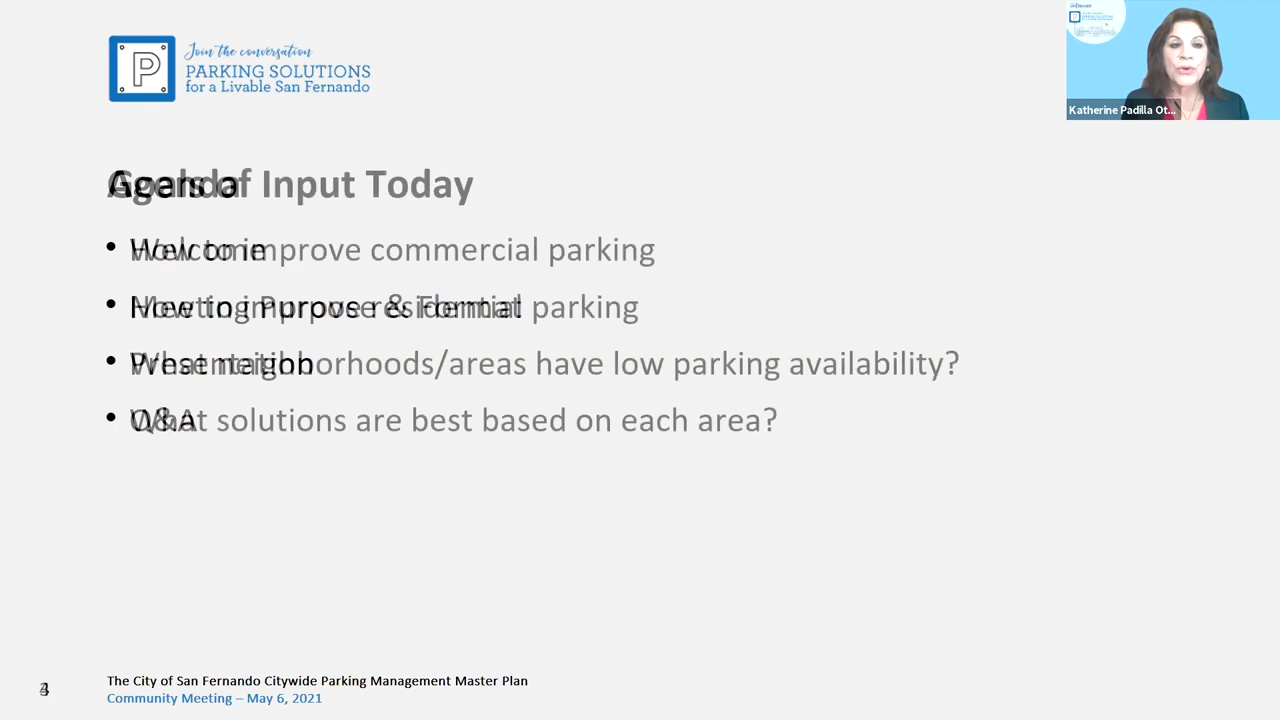 Join the conversation
PARKING SOLUTIONS
for a Livable San Fernando
Katherine Padilla Ot...
Agenda
Goals of Input Today
• Welcome
How to improve commercial parking
• Meeting Purpose & Format
How to improve residential parking
• Presentation
What neighborhoods/areas have low parking availability?
• Q&A
What solutions are best based on each area?
The City of San Fernando Citywide Parking Management Master Plan
Community Meeting – May 6, 2021